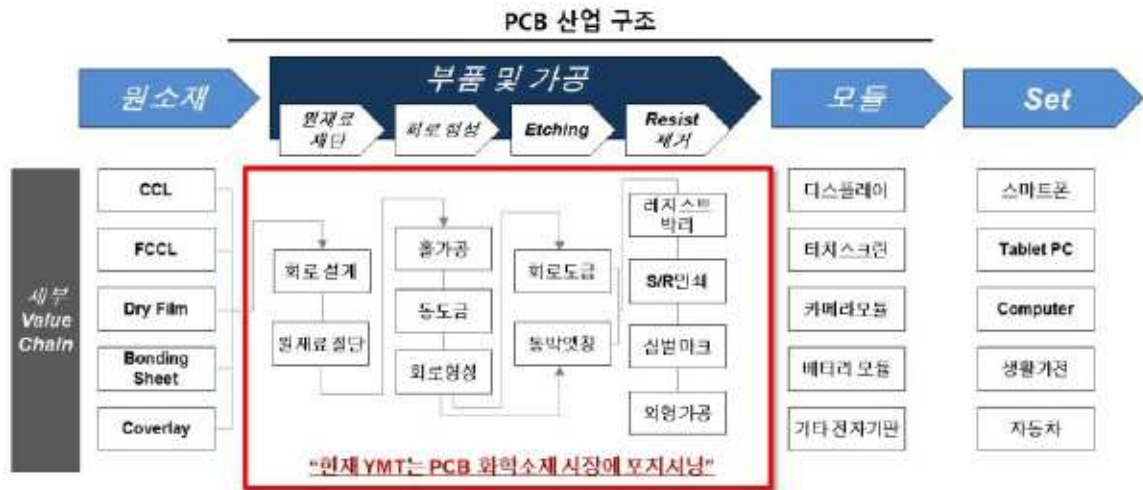 PCB 산업 구조
원소재
부품 및 가공
모듈
Set
원재료
재단
회로 형성
Etching
Resist
제거
세부
Value
Chain
CCL
FCCL
Dry Film
Bonding
Sheet
Coverlay
회로 설계
원재료 절단
홀가공
동도금
회로형성
회로도금
동박엣칭
레지스트
박리
S/R인쇄
심벌마크
외형가공
디스플레이
터치스크린
카메라모듈
배터리 모듈
기타 전자기판
스마트폰
Tablet PC
Computer
생활가전
자동차
"현재 YMT는 PCB 화학소재 시장에 포지셔닝"